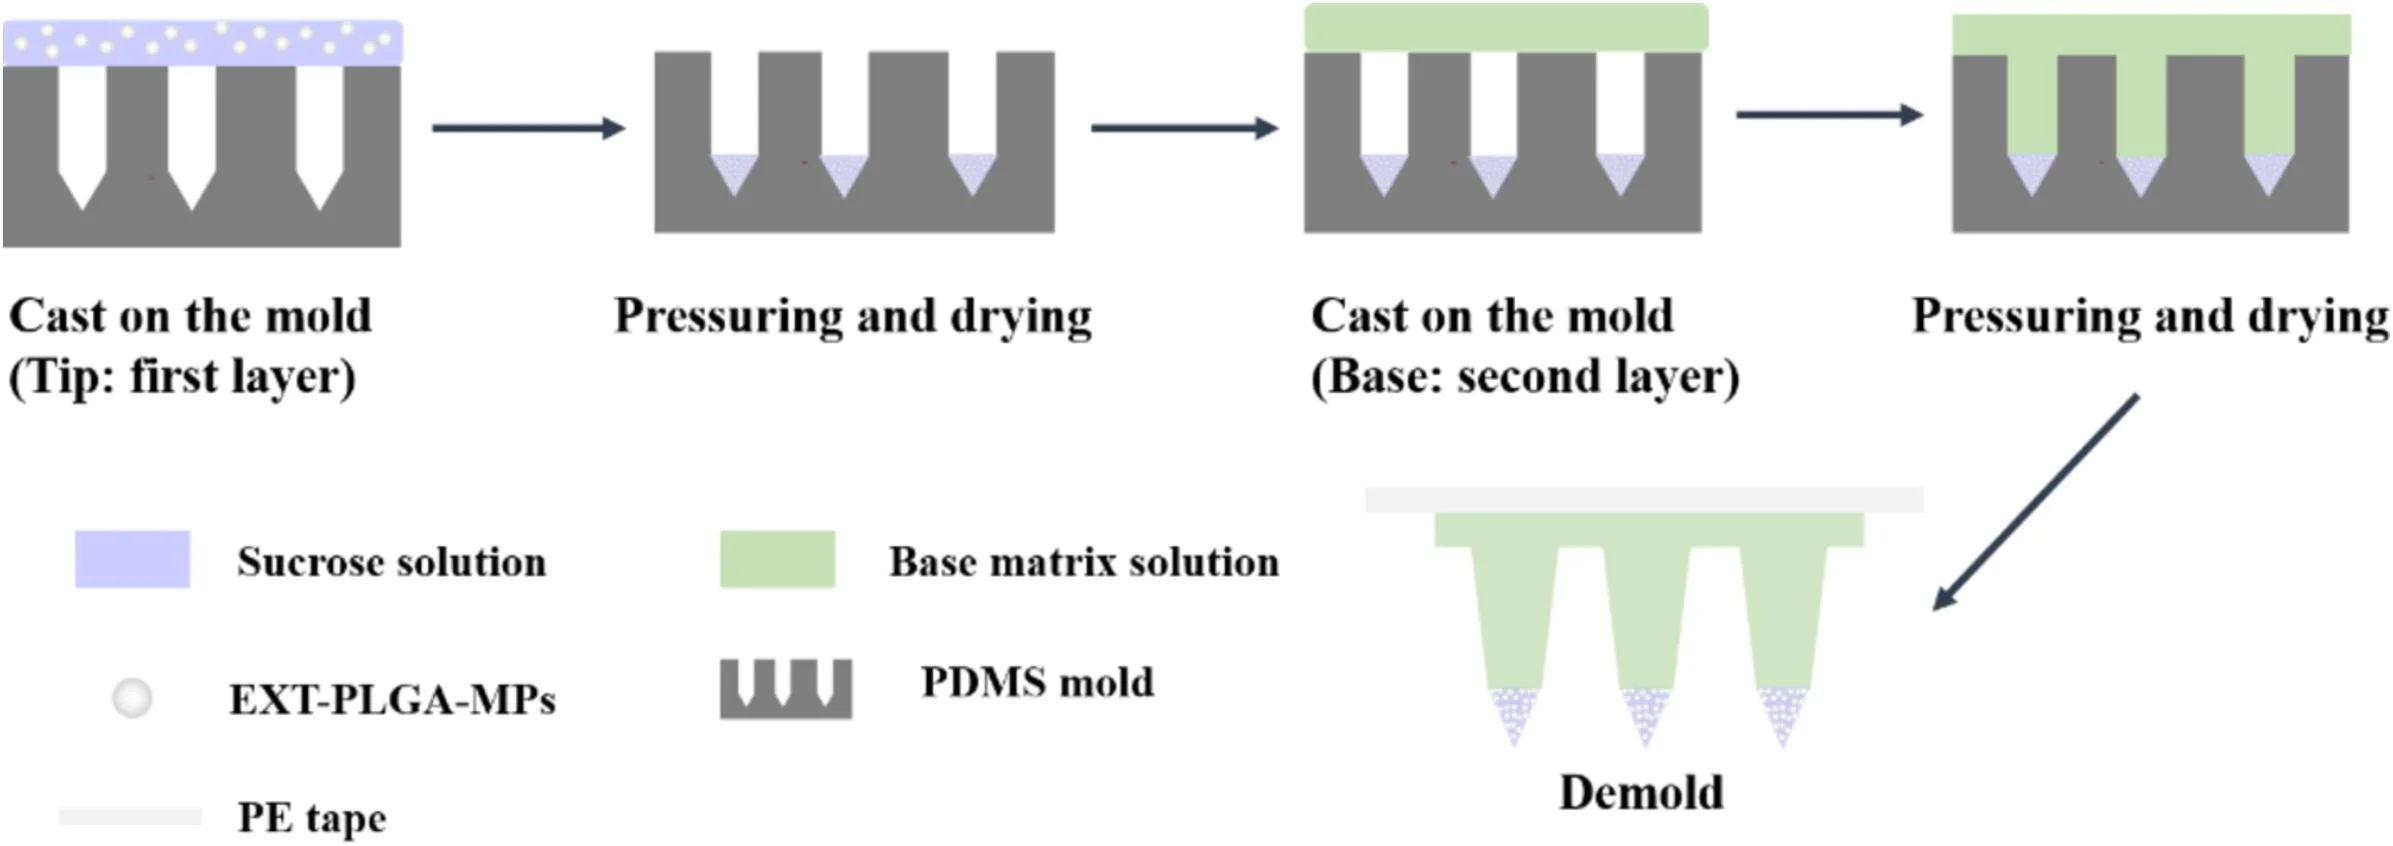 Cast on the mold
(Tip: first layer)
Pressuring and drying
Cast on the mold
(Base: second layer)
Pressuring and drying
Sucrose solution
Base matrix solution
EXT-PLGA-MPs
PDMS mold
PE tape
Demold